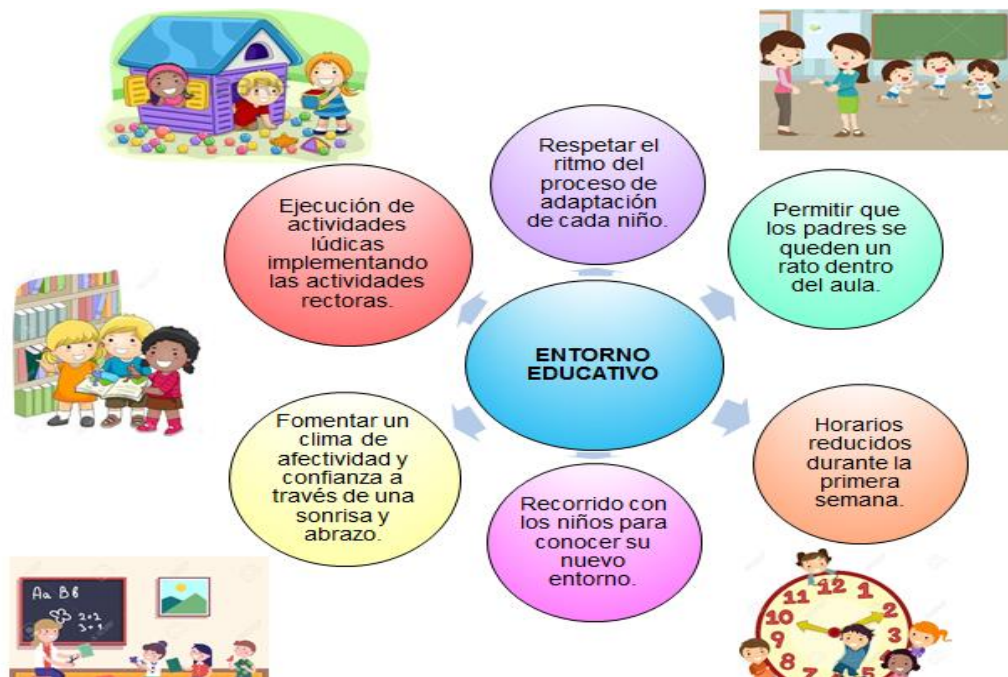 Respetar el
ritmo del
proceso de
adaptación
de cada niño.
Permitir que
los padres se
queden un
rato dentro
del aula.
Horarios
reducidos
durante la
primera
semana.
Recorrido con
los niños para
conocer su
nuevo
entorno.
Fomentar un
clima de
afectividad y
confianza a
través de una
sonrisa y
abrazo.
Ejecución de
actividades
lúdicas
implementando
las actividades
rectoras.
ENTORNO
EDUCATIVO
Aa Bb
2+2
3+1
11 12 1
10 2
9 3
8
7 6 5